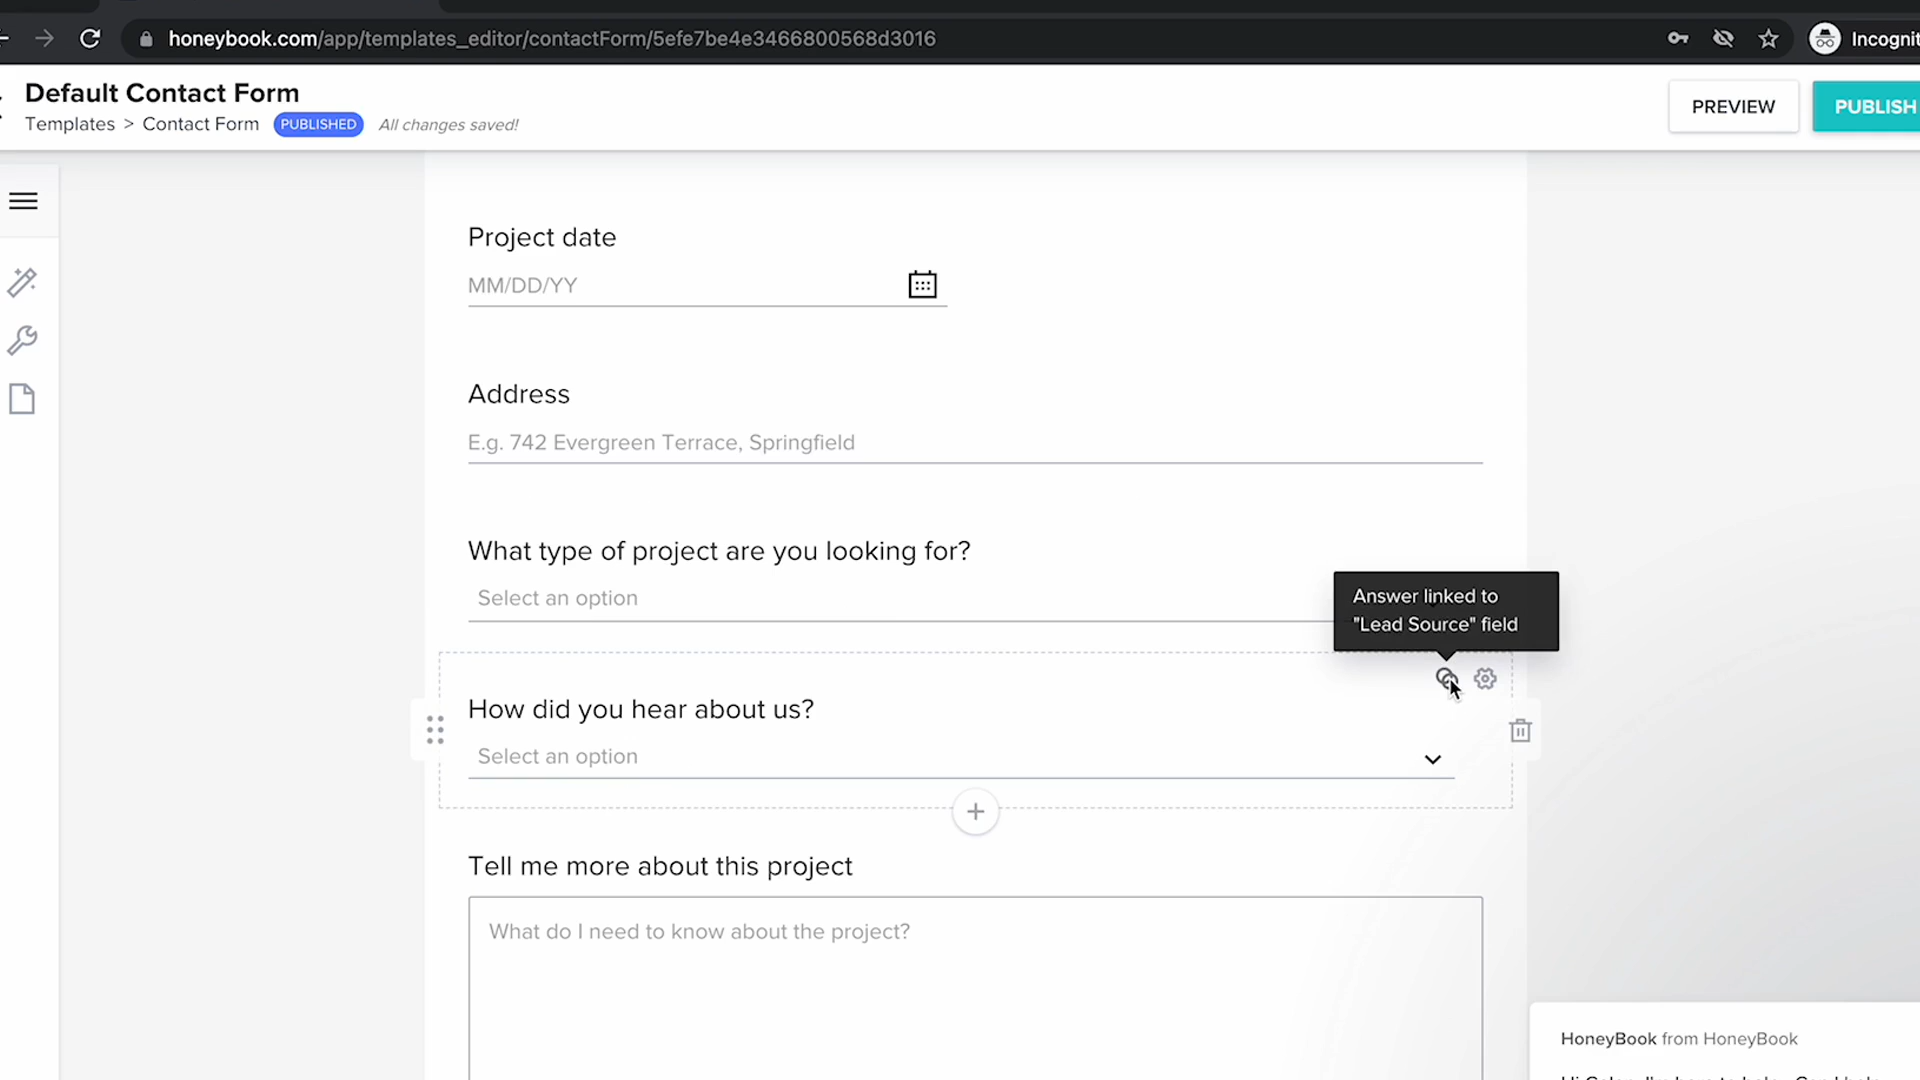 honeybook.com/app/templates_editor/contactForm/5efe7be4e3466800568d3016
Incognit
Default Contact Form
Templates > Contact Form PUBLISHED All changes saved!
PREVIEW
PUBLISH
Project date
MM/DD/YY
Address
E.g. 742 Evergreen Terrace, Springfield
What type of project are you looking for?
Select an option
Answer linked to
"Lead Source" field
How did you hear about us?
Select an option
Tell me more about this project
What do I need to know about the project?
HoneyBook from HoneyBook